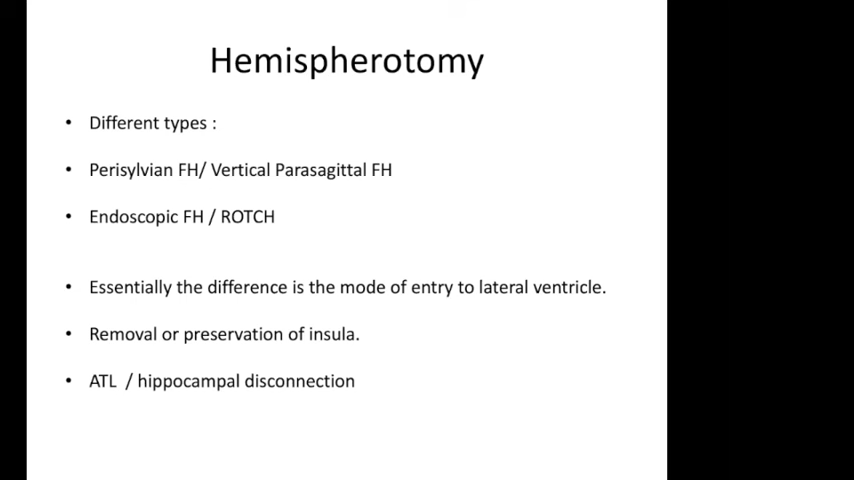 Hemispherotomy
• Different types :
• Perisylvian FH/ Vertical Parasagittal FH
• Endoscopic FH / ROTCH
• Essentially the difference is the mode of entry to lateral ventricle.
• Removal or preservation of insula.
• ATL / hippocampal disconnection